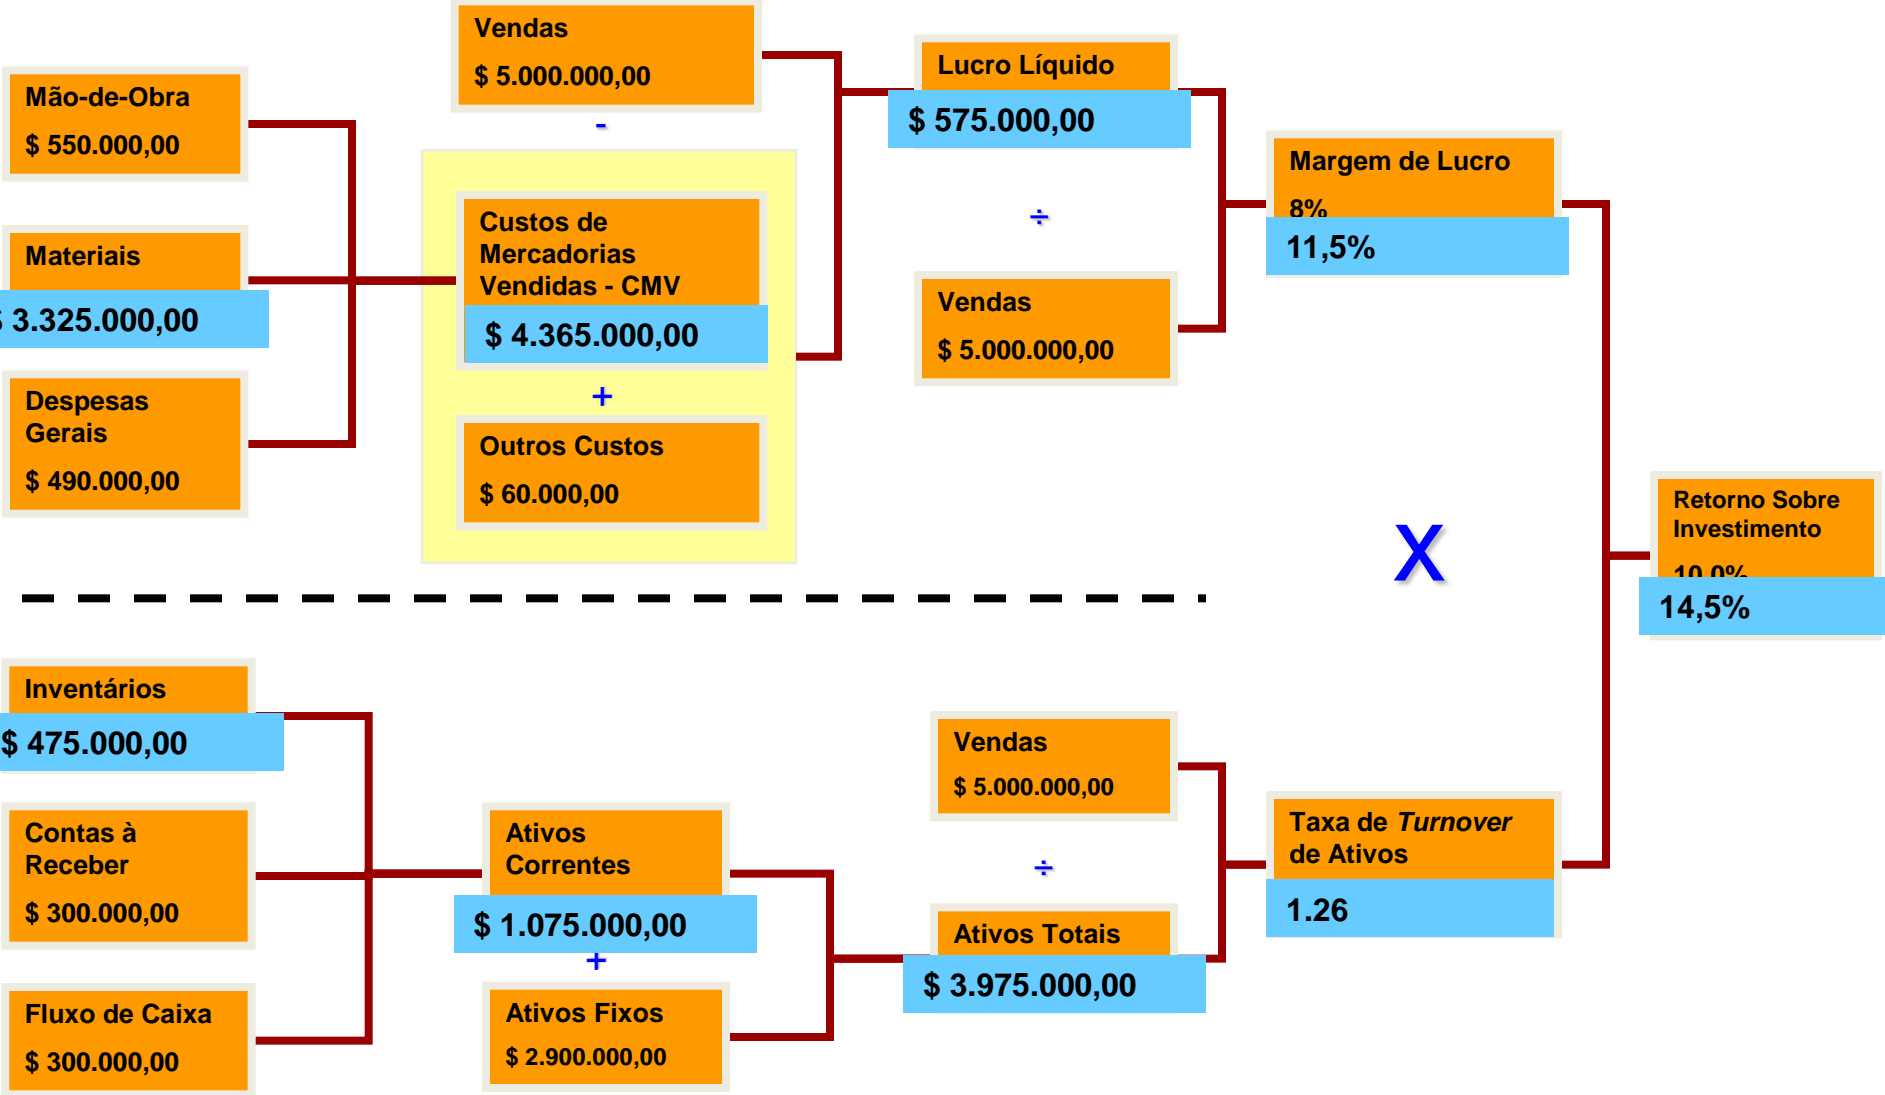 Vendas
$ 5.000.000,00
-
Mão-de-Obra
$ 550.000,00
Materiais
$ 3.325.000,00
Despesas
Gerais
$ 490.000,00
Custos de
Mercadorias
Vendidas - CMV
$ 4.365.000,00
+
Outros Custos
$ 60.000,00
Lucro Líquido
$ 575.000,00
÷
Vendas
$ 5.000.000,00
Margem de Lucro
8%
11,5%
X
Retorno Sobre
Investimento
10,0%
14,5%
Inventários
$ 475.000,00
Contas à
Receber
$ 300.000,00
Fluxo de Caixa
$ 300.000,00
Ativos
Correntes
$ 1.075.000,00
+
Ativos Fixos
$ 2.900.000,00
Vendas
$ 5.000.000,00
÷
Ativos Totais
$ 3.975.000,00
Taxa de Turnover
de Ativos
1.26